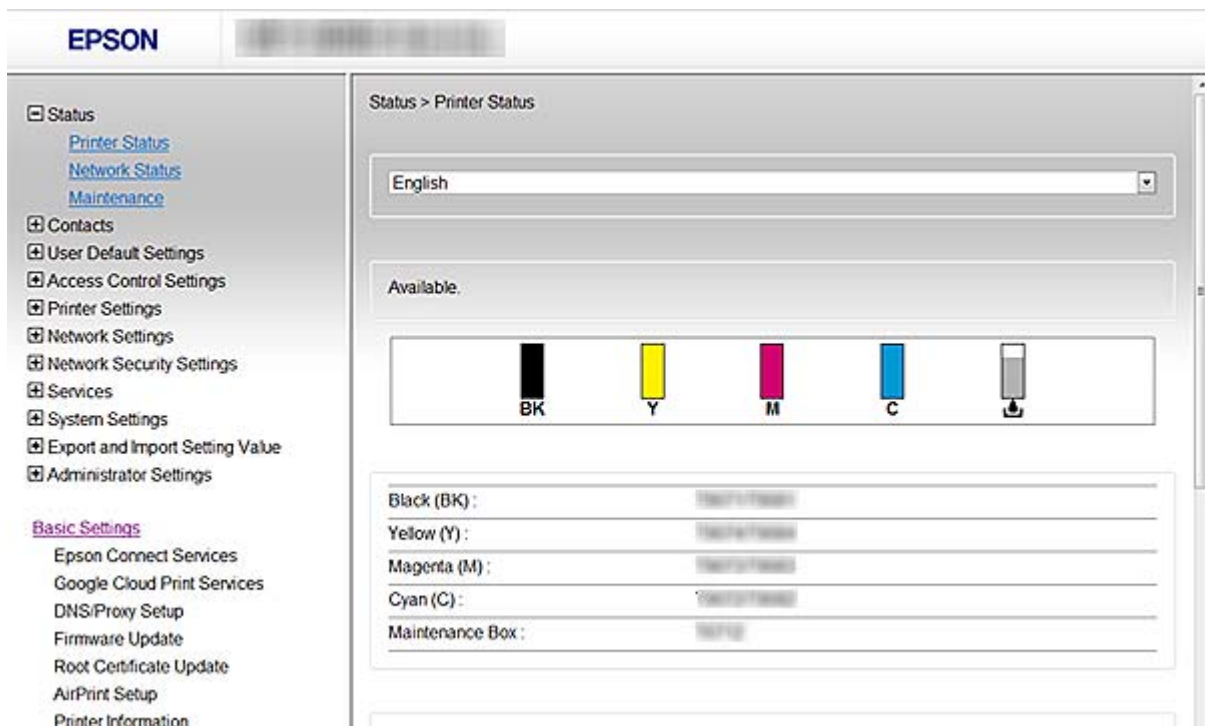 EPSON
Status
Printer Status
Network Status
Maintenance
Contacts
User Default Settings
Access Control Settings
Printer Settings
Network Settings
Network Security Settings
Services
System Settings
Export and Import Setting Value
Administrator Settings
Basic Settings
Epson Connect Services
Google Cloud Print Services
DNS/Proxy Setup
Firmware Update
Root Certificate Update
AirPrint Setup
Printer Information
Status > Printer Status
English
Available.
BK Y M C
Black (BK) :
Yellow (Y) :
Magenta (M) :
Cyan (C) :
Maintenance Box :